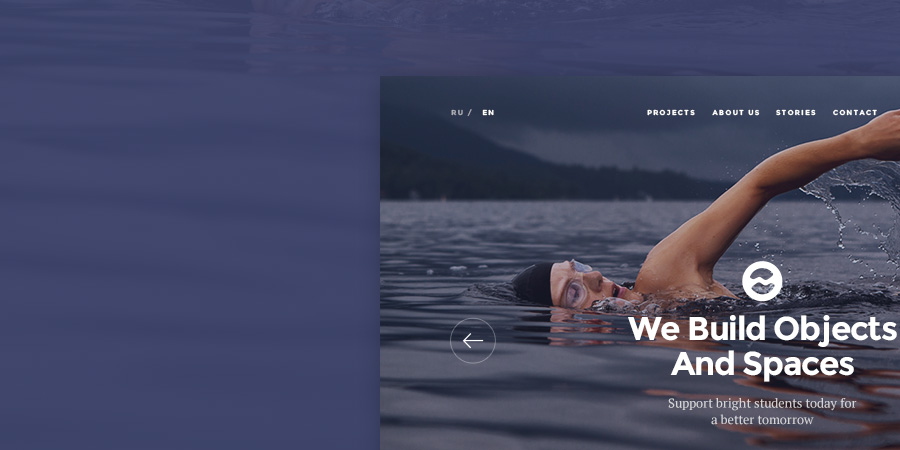 RU / EN PROJECTS ABOUT US STORIES CONTACT
We Build Objects
And Spaces
Support bright students today for
a better tomorrow